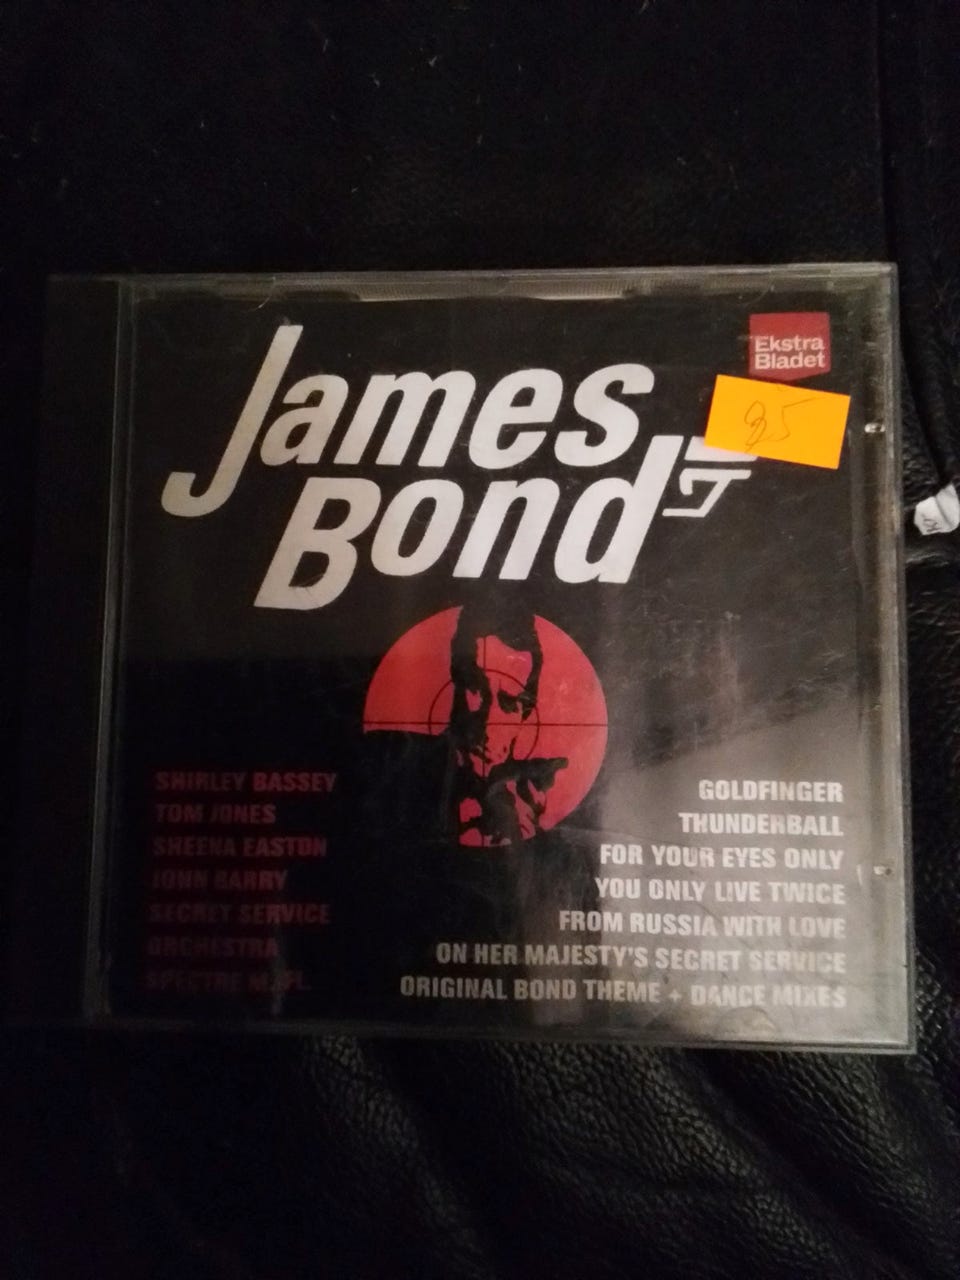 Ekstra
Bladet
James
Bond
SHIRLEY BASSEY
TOM JONES
SHEENA EASTON
JOHN BARRY
SECRET SERVICE
ORCHESTRA
SPECTRE M.FL.
GOLDFINGER
THUNDERBALL
FOR YOUR EYES ONLY
YOU ONLY LIVE TWICE
FROM RUSSIA WITH LOVE
ON HER MAJESTY'S SECRET SERVICE
ORIGINAL BOND THEME + DANCE MIXES